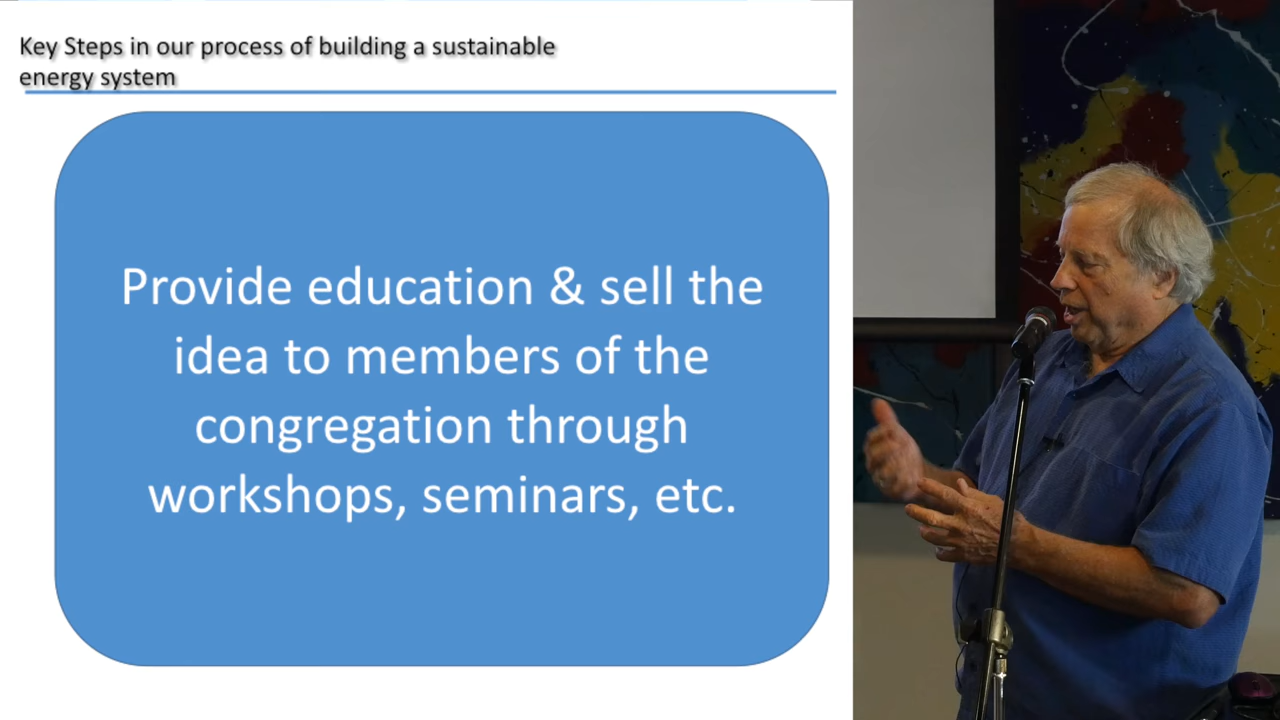 Key Steps in our process of building a sustainable
energy system
Provide education & sell the
idea to members of the
congregation through
workshops, seminars, etc.